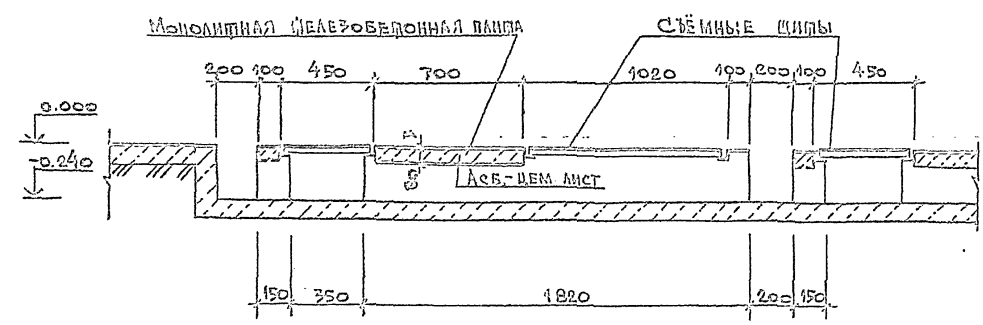 МОНОЛИТНАЯ ЖЕЛЕЗОБЕТОННАЯ ПЛИТА СЪЁМНЫЕ ЩИТЫ
200 100 450 700 1020 100 200 100 450
0.000
-0.240
АСБ.-ЦЕМ. ЛИСТ
150 350 1820 200 150